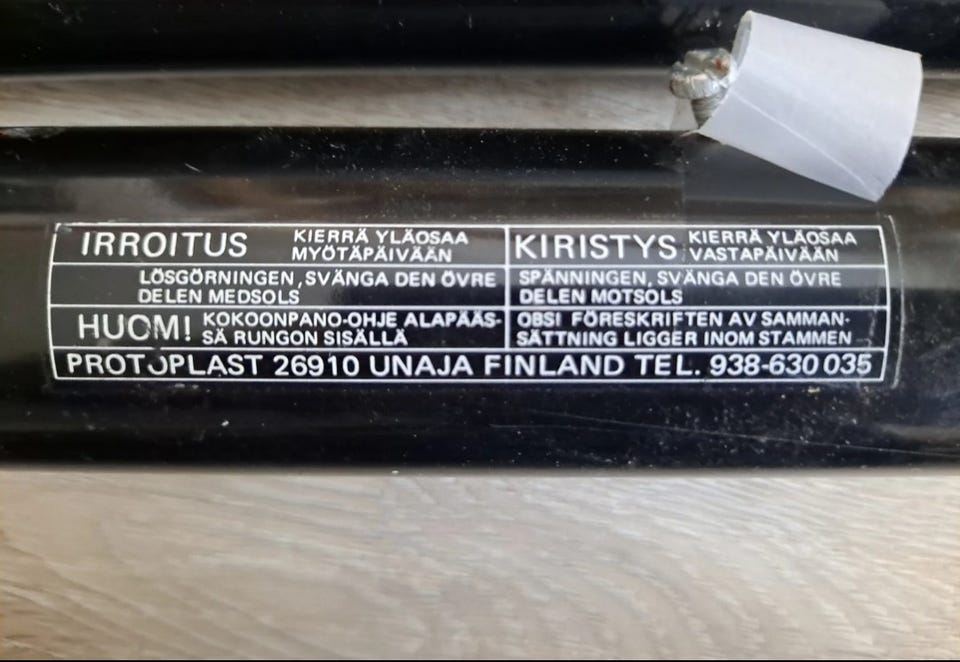 IRROITUS KIERRÄ YLÄOSAA
MYÖTÄPÄIVÄÄN
KIRISTYS KIERRÄ YLÄOSAA
VASTAPÄIVÄÄN
LÖSGÖRNINGEN, SVÄNGA DEN ÖVRE
DELEN MEDSOLS
SPÄNNINGEN, SVÄNGA DEN ÖVRE
DELEN MOTSOLS
HUOM! KOKOONPANO-OHJE ALAPÄÄS-
SÄ RUNGON SISÄLLÄ
OBS! FÖRESKRIFTEN AV SAMMAN-
SÄTTNING LIGGER INOM STAMMEN
PROTOPLAST 26910 UNAJA FINLAND TEL. 938-630 035